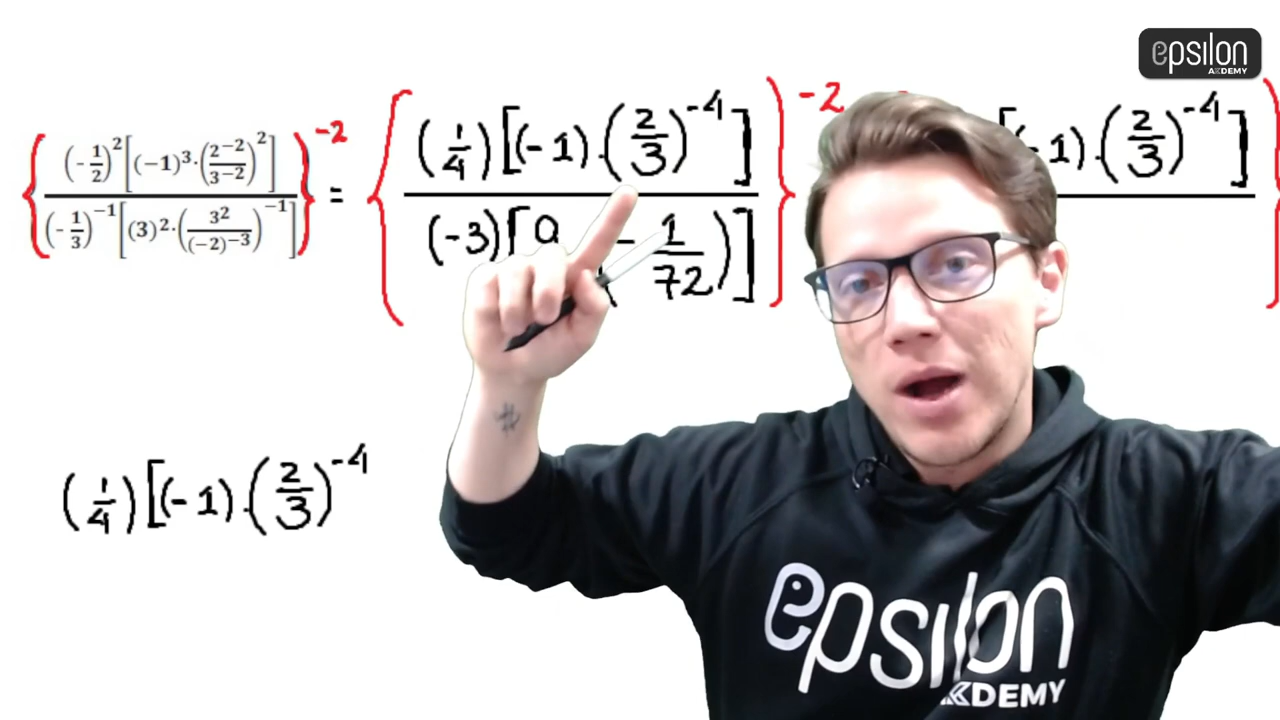 epsilon
AKDEMY
{(-1/2)^2 [(-1)^3·(2^-2/3^-2)^2] / (-1/3)^-1 [(3)^2·(3^2/(-2)^-3)^-1]}^-2 = {(1/4)[(-1).(2/3)^-4] / (-3)[9 (-1/72)]}^-2
-1).(2/3)^-4]
(1/4)[(-1).(2/3)^-4
epsilon
AKDEMY